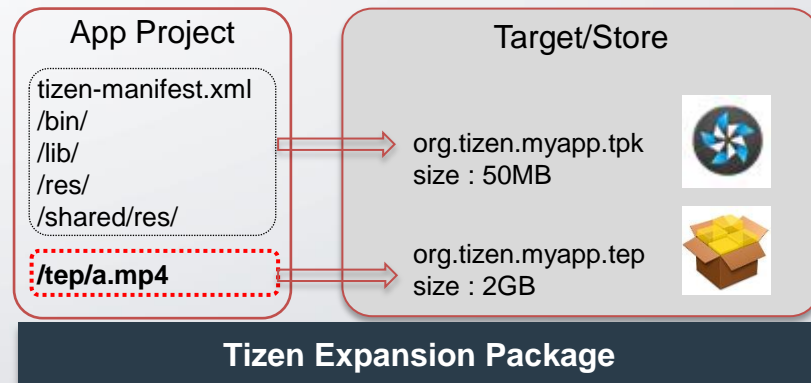 App Project
tizen-manifest.xml
/bin/
/lib/
/res/
/shared/res/
/tep/a.mp4
Target/Store
org.tizen.myapp.tpk
size : 50MB
org.tizen.myapp.tep
size : 2GB
Tizen Expansion Package